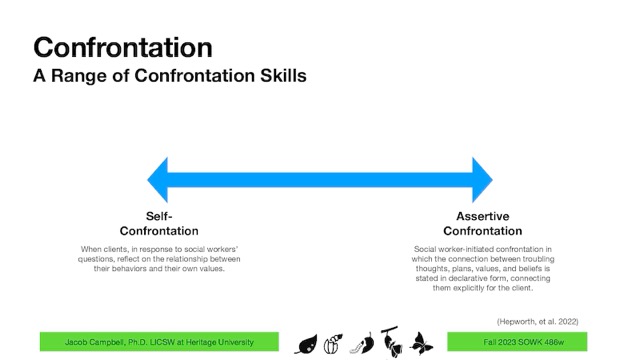 Confrontation
A Range of Confrontation Skills
Self-
Confrontation
When clients, in response to social workers'
questions, reflect on the relationship between
their behaviors and their own values.
Assertive
Confrontation
Social worker-initiated confrontation in
which the connection between troubling
thoughts, plans, values, and beliefs is
stated in declarative form, connecting
them explicitly for the client.
(Hepworth, et al. 2022)
Jacob Campbell, Ph.D. LICSW at Heritage University
Fall 2023 SOWK 486w